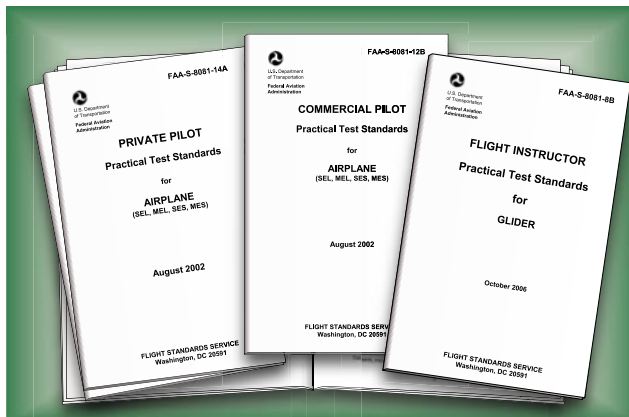 FAA-S-8081-14A
U.S. Department
of Transportation
Federal Aviation
Administration
PRIVATE PILOT
Practical Test Standards
for
AIRPLANE
(SEL, MEL, SES, MES)
August 2002
FLIGHT STANDARDS SERVICE
Washington, DC 20591
FAA-S-8081-12B
U.S. Department
of Transportation
Federal Aviation
Administration
COMMERCIAL PILOT
Practical Test Standards
for
AIRPLANE
(SEL, MEL, SES, MES)
August 2002
FLIGHT STANDARDS SERV
Washington, DC 20591
FAA-S-8081-8B
U.S. Department
of Transportation
Federal Aviation
Administration
FLIGHT INSTRUCTOR
Practical Test Standards
for
GLIDER
October 2006
FLIGHT STANDARDS SERVICE
Washington, DC 20591